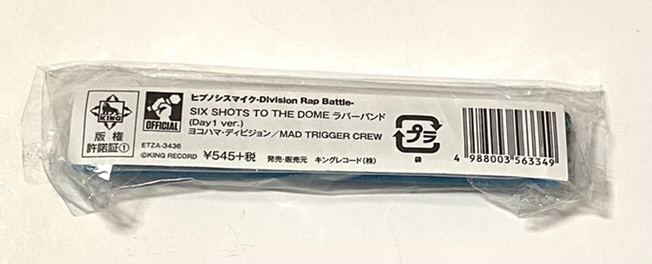 KING
版権
許諾証①
OFFICIAL
ETZA-3436
©KING RECORD
ヒプノシスマイク-Division Rap Battle-
SIX SHOTS TO THE DOME ラバーバンド
(Day1 ver.)
ヨコハマ・ディビジョン/MAD TRIGGER CREW
¥545+税 発売・販売元 キングレコード(株)
プラ
袋
4 988003 563349